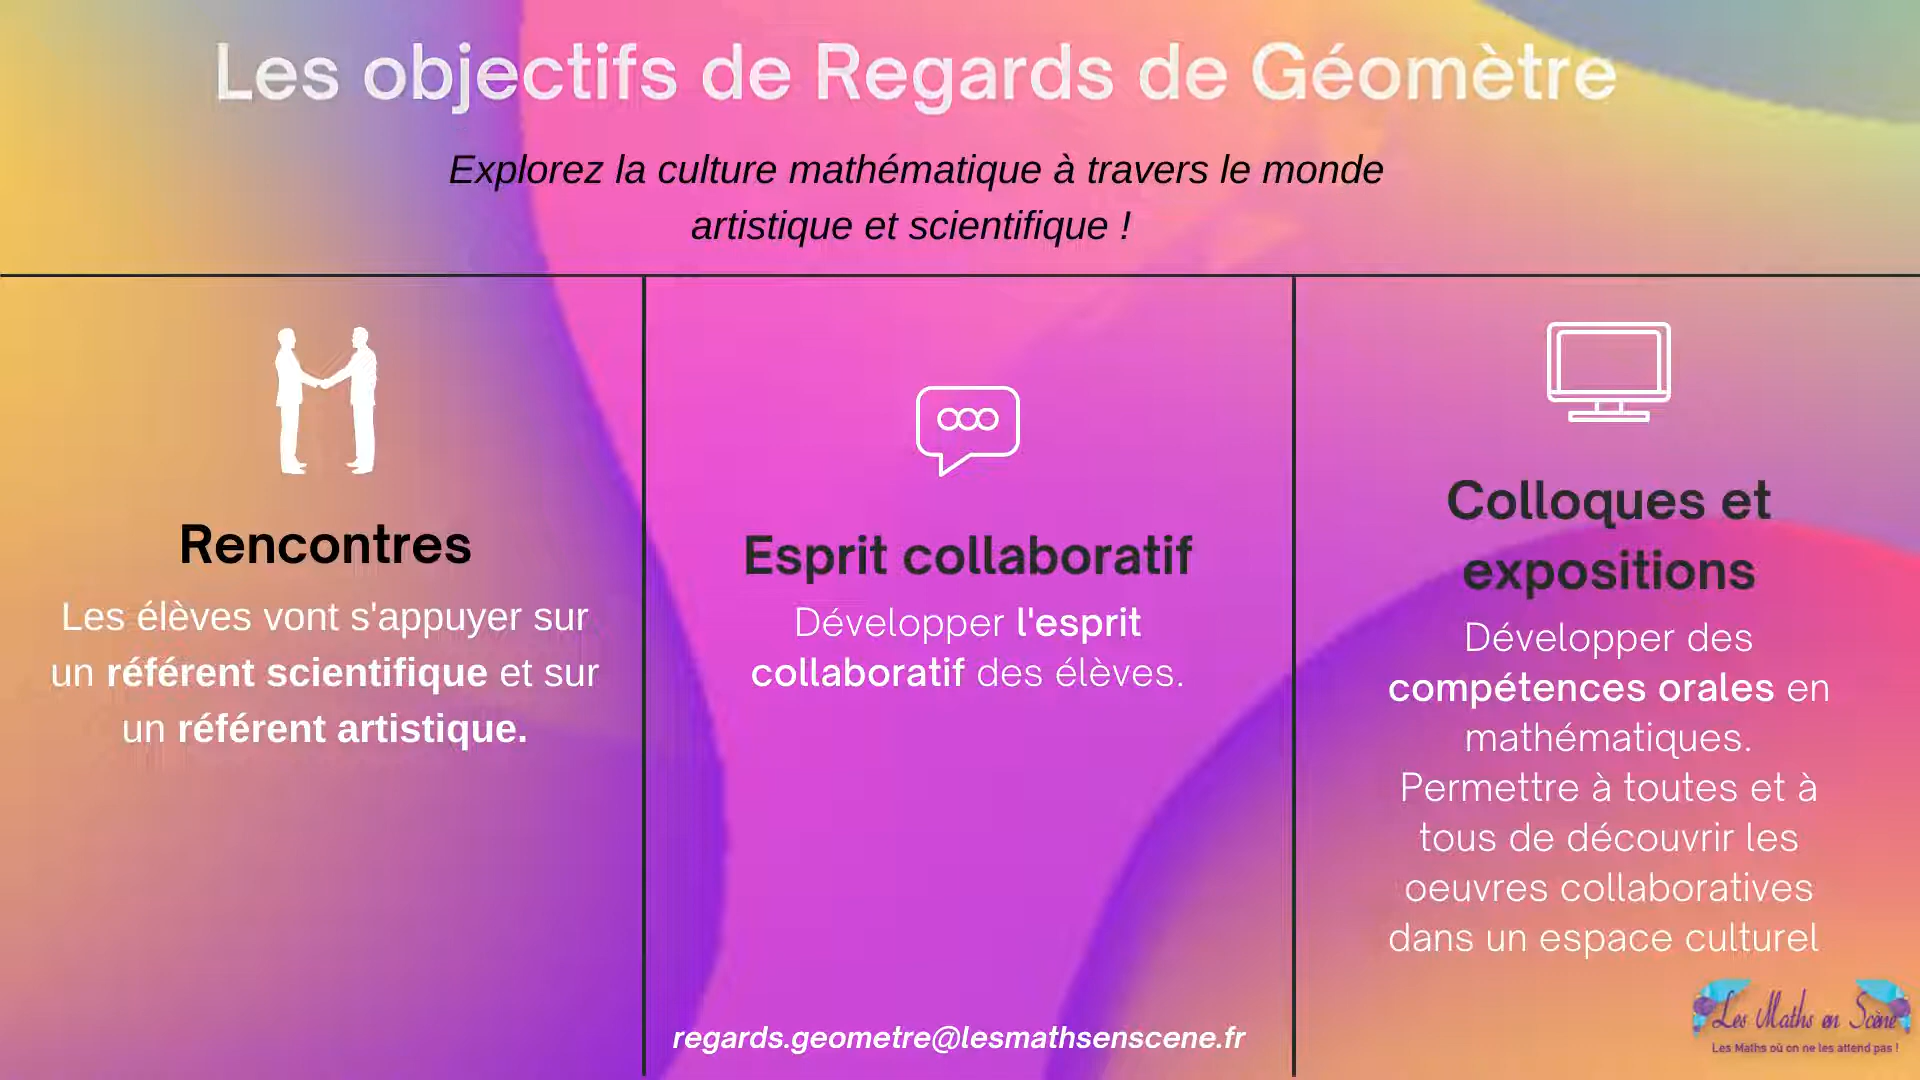 Les objectifs de Regards de Géomètre
Explorez la culture mathématique à travers le monde
artistique et scientifique !
Rencontres
Les élèves vont s'appuyer sur
un référent scientifique et sur
un référent artistique.
Esprit collaboratif
Développer l'esprit
collaboratif des élèves.
Colloques et
expositions
Développer des
compétences orales en
mathématiques.
Permettre à toutes et à
tous de découvrir les
oeuvres collaboratives
dans un espace culturel
regards.geometre@lesmathsenscene.fr
Les Maths en Scène
Les Maths où on ne les attend pas !